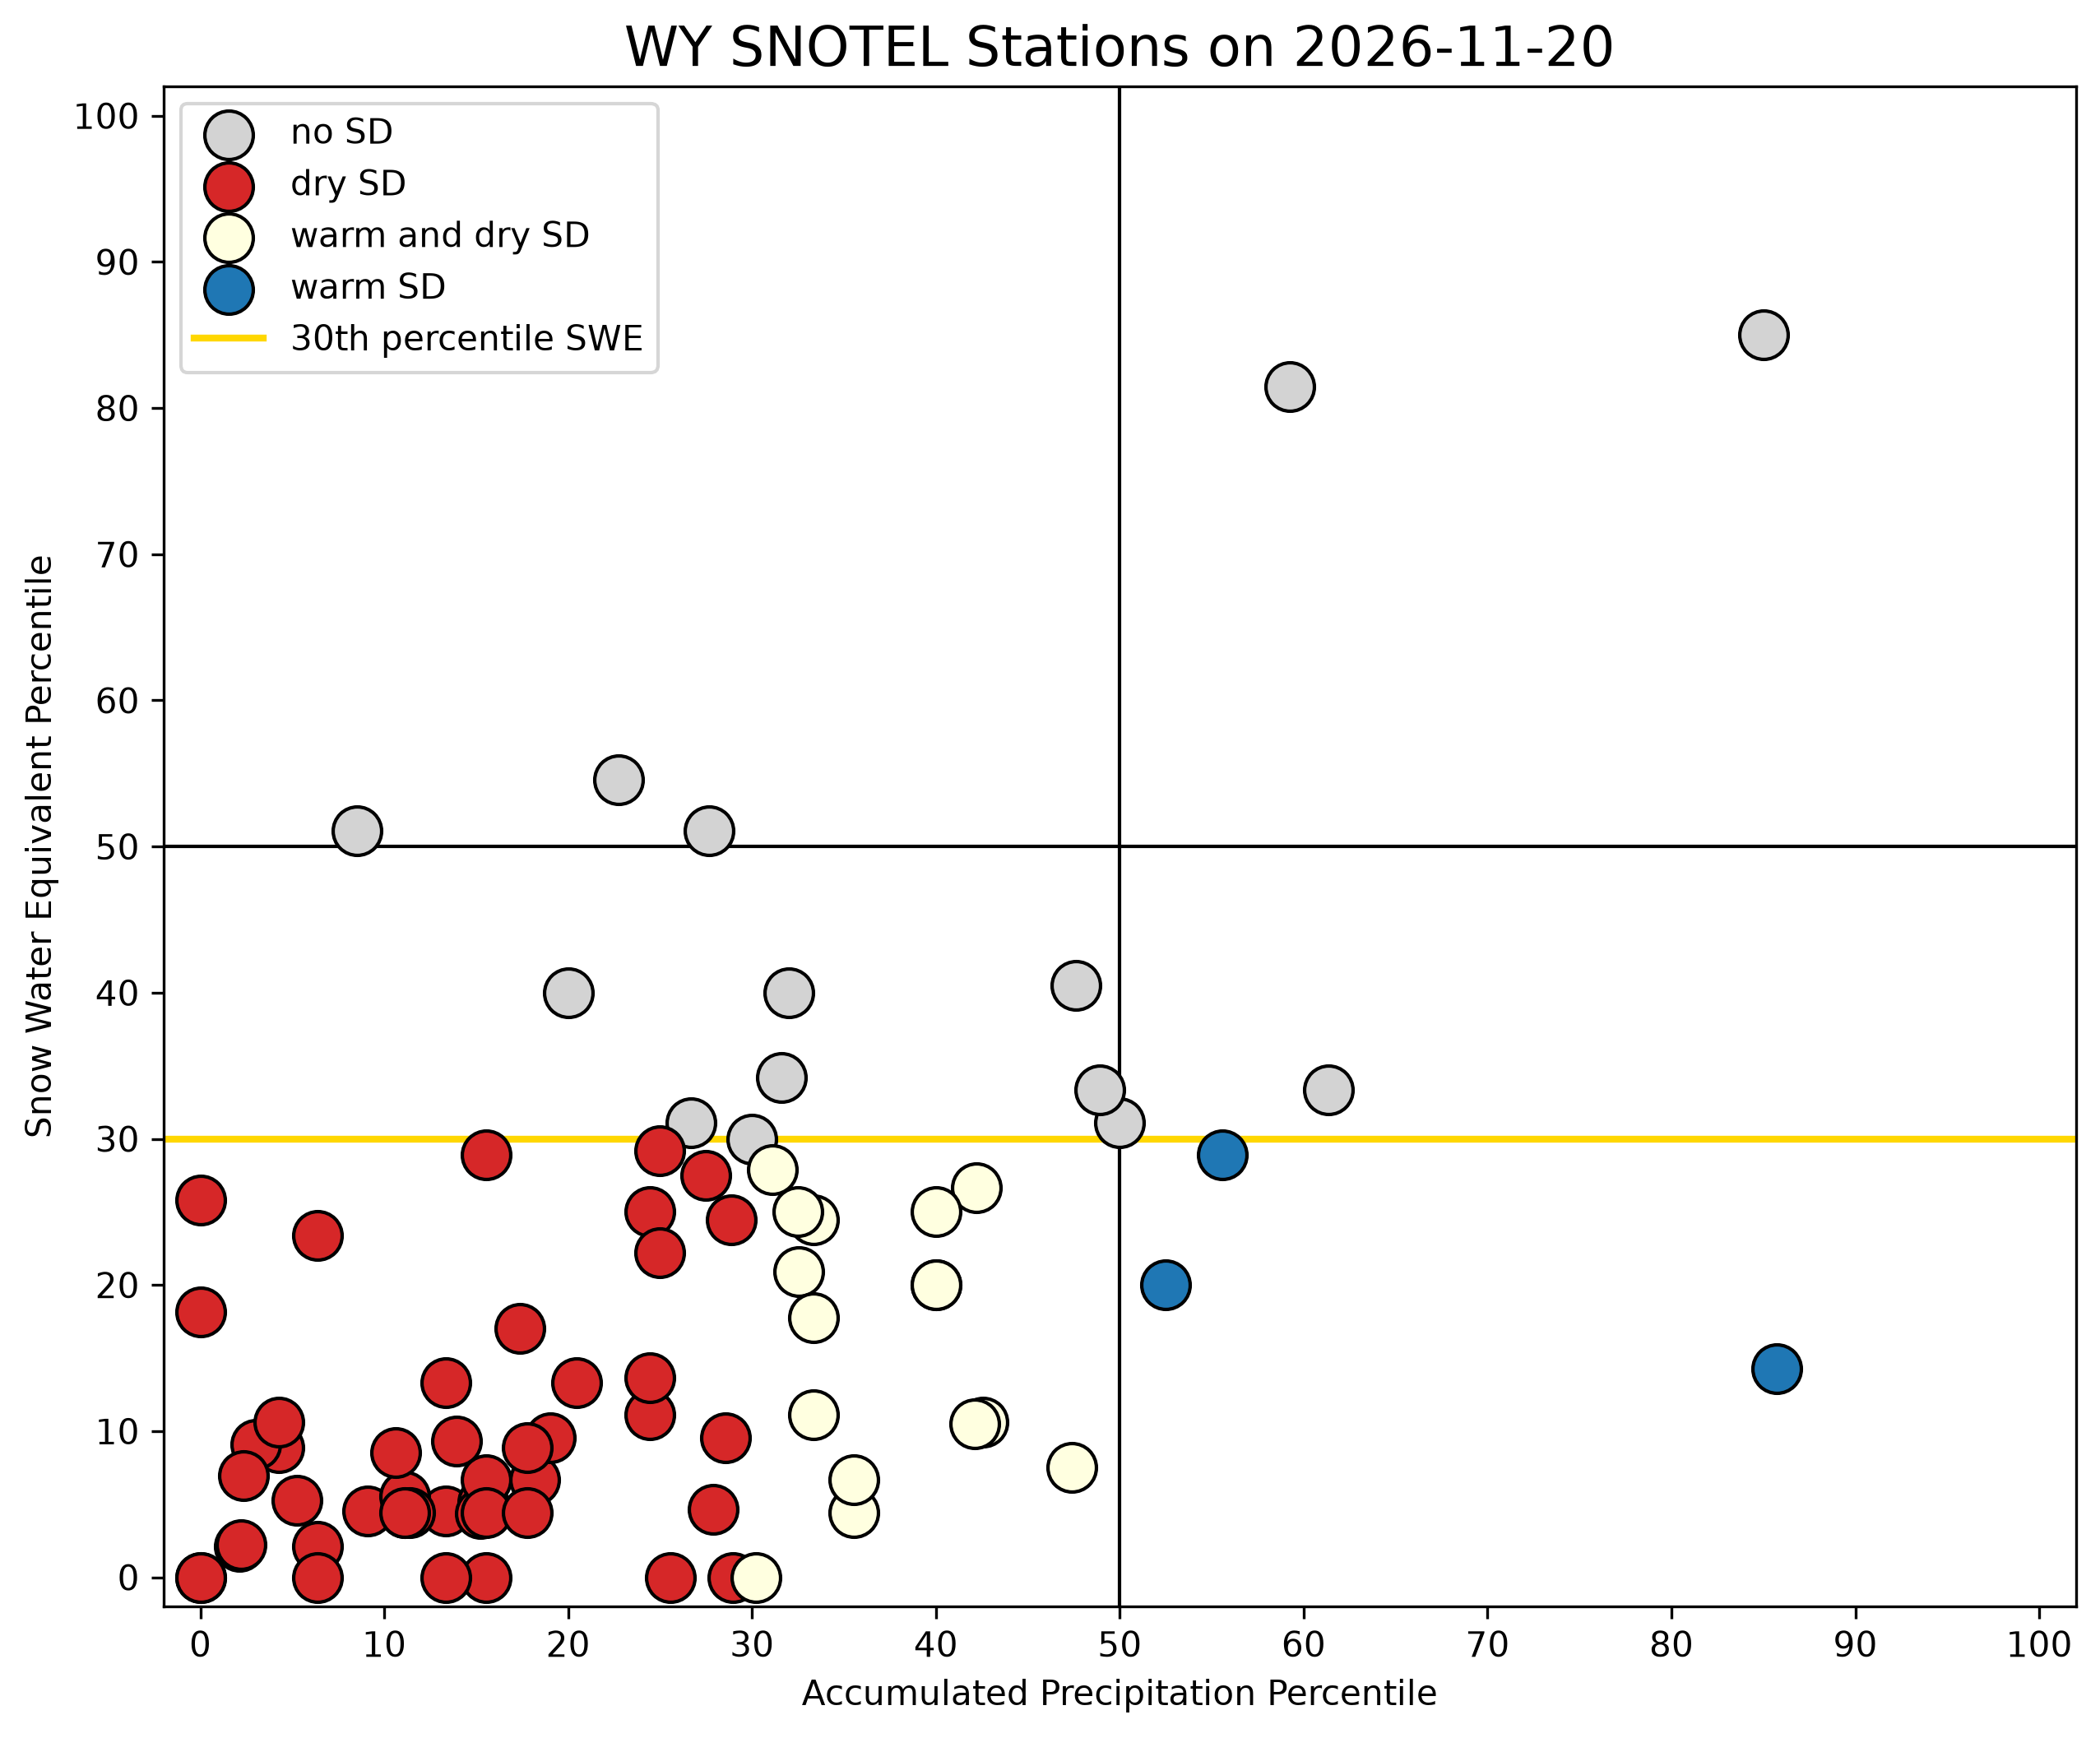 WY SNOTEL Stations on 2026-11-20
no SD
dry SD
warm and dry SD
warm SD
30th percentile SWE
Snow Water Equivalent Percentile
100
90
80
70
60
50
40
30
20
10
0
0 10 20 30 40 50 60 70 80 90 100
Accumulated Precipitation Percentile